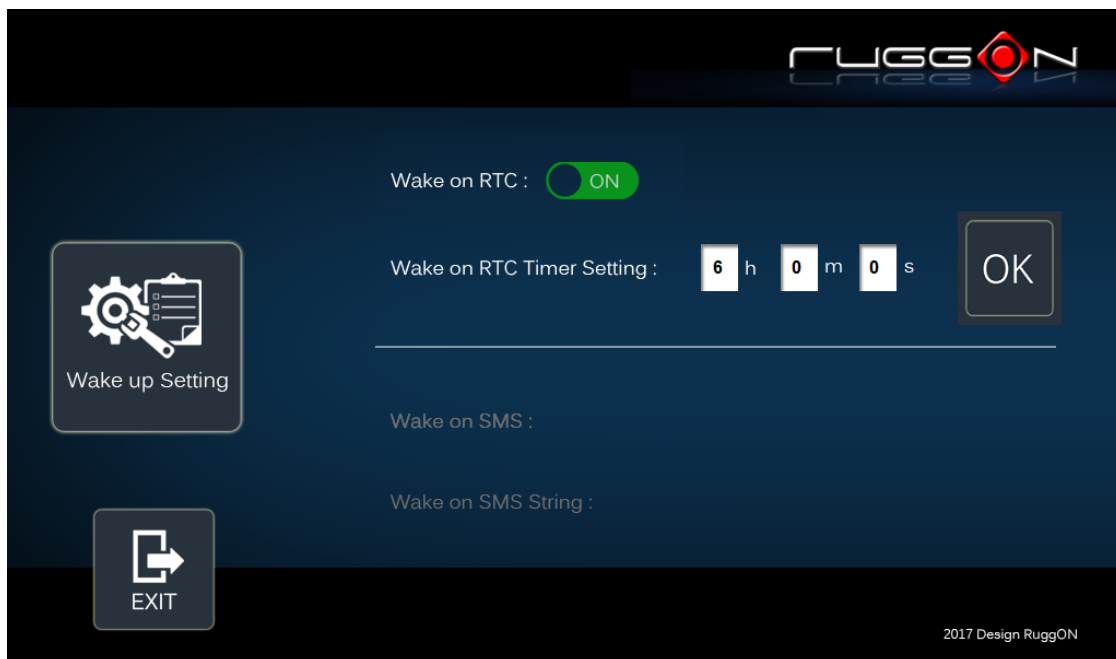 ruggON
Wake on RTC : ON
Wake on RTC Timer Setting : 6 h 0 m 0 s OK
Wake up Setting
Wake on SMS :
Wake on SMS String :
EXIT
2017 Design RuggON